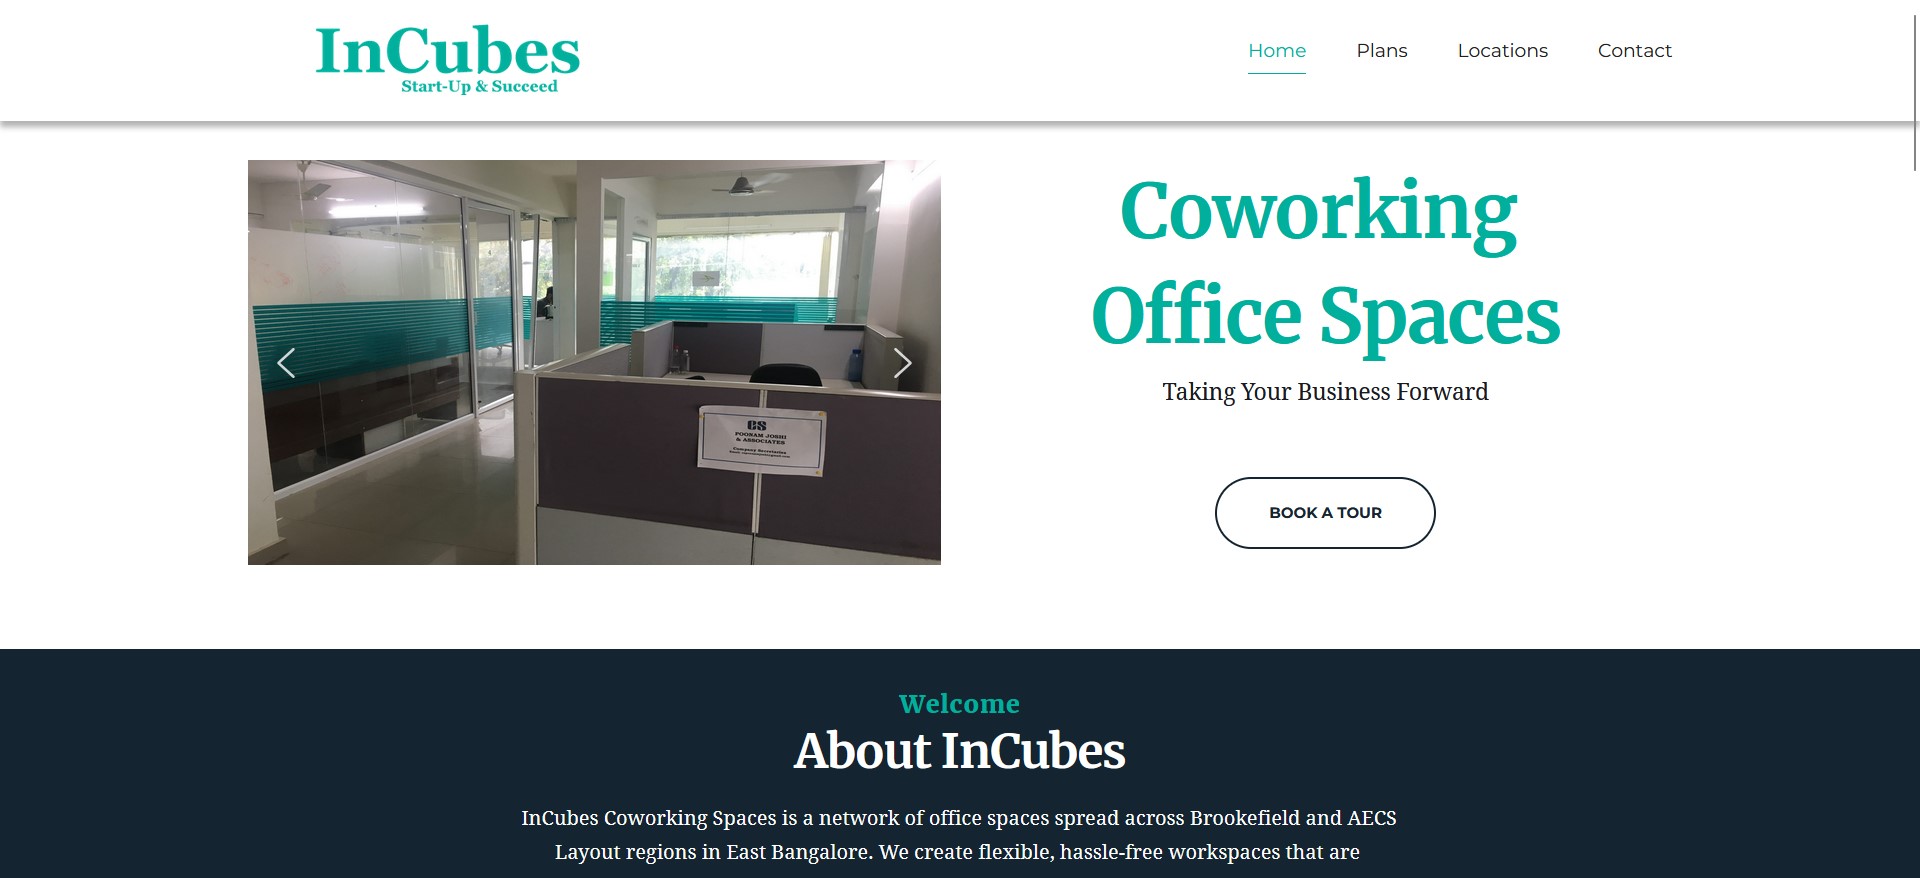 InCubes
Start-Up & Succeed
Home
Plans
Locations
Contact
Coworking
Office Spaces
Taking Your Business Forward
CS
POONAM JOSHI
& ASSOCIATES
Company Secretaries
BOOK A TOUR
Welcome
About InCubes
InCubes Coworking Spaces is a network of office spaces spread across Brookefield and AECS
Layout regions in East Bangalore. We create flexible, hassle-free workspaces that are